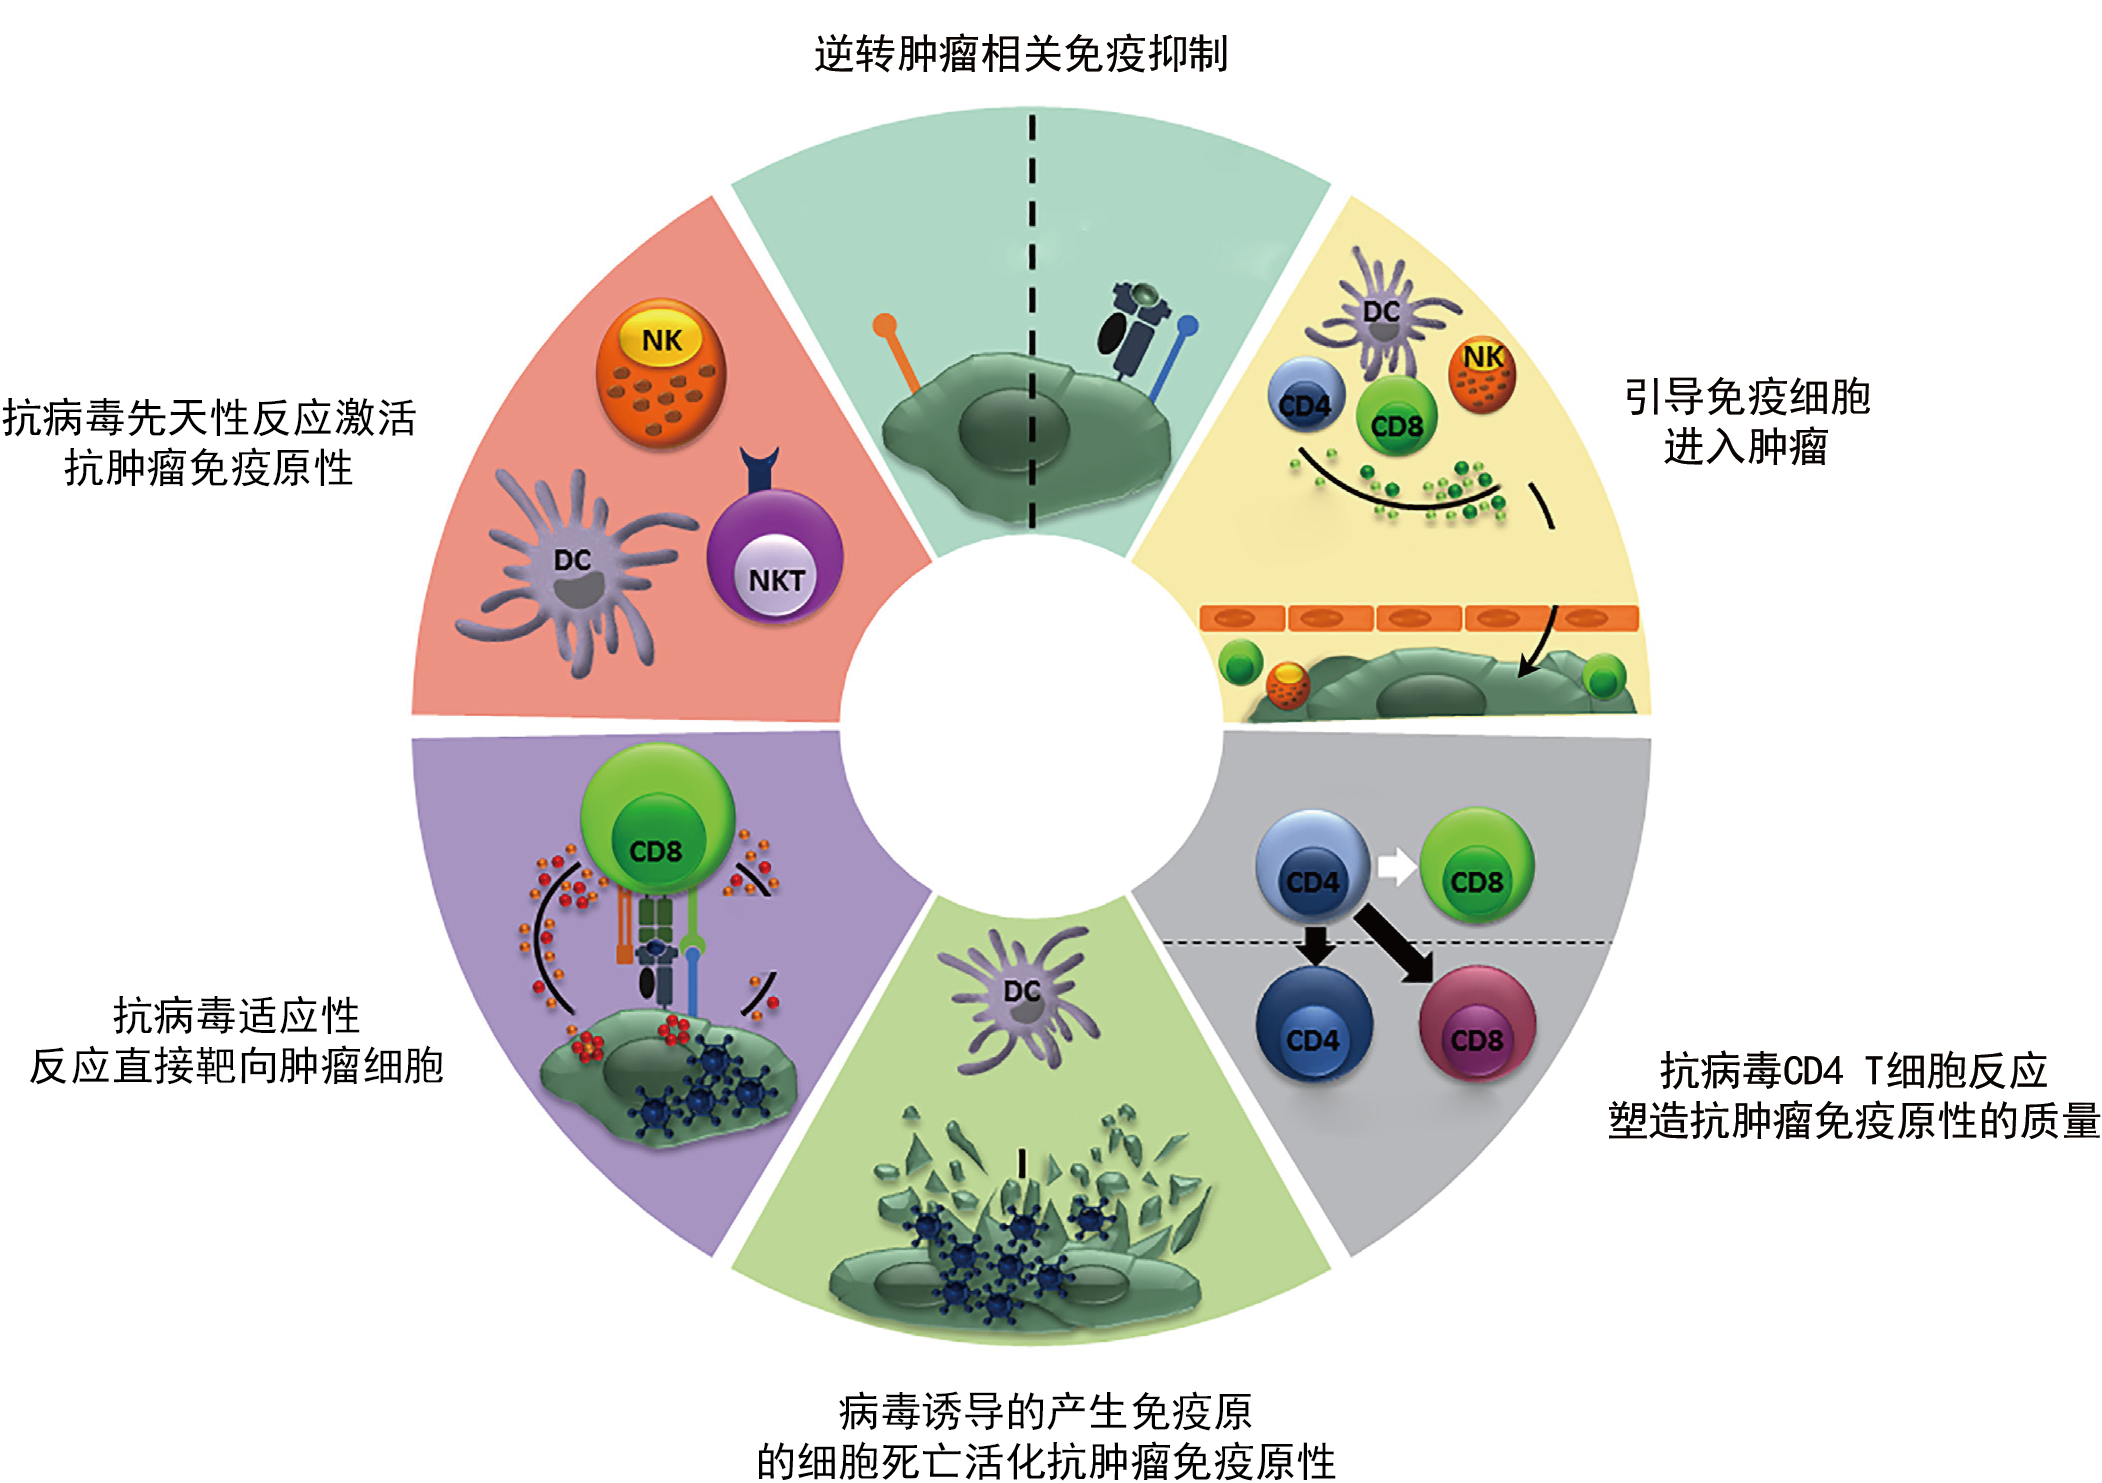 逆转肿瘤相关免疫抑制
DC
NK
CD4
CD8
引导免疫细胞
进入肿瘤
NK
DC
NKT
抗病毒先天性反应激活
抗肿瘤免疫原性
CD8
抗病毒适应性
反应直接靶向肿瘤细胞
CD4
CD8
CD4
CD8
抗病毒CD4 T细胞反应
塑造抗肿瘤免疫原性的质量
DC
病毒诱导的产生免疫原
的细胞死亡活化抗肿瘤免疫原性